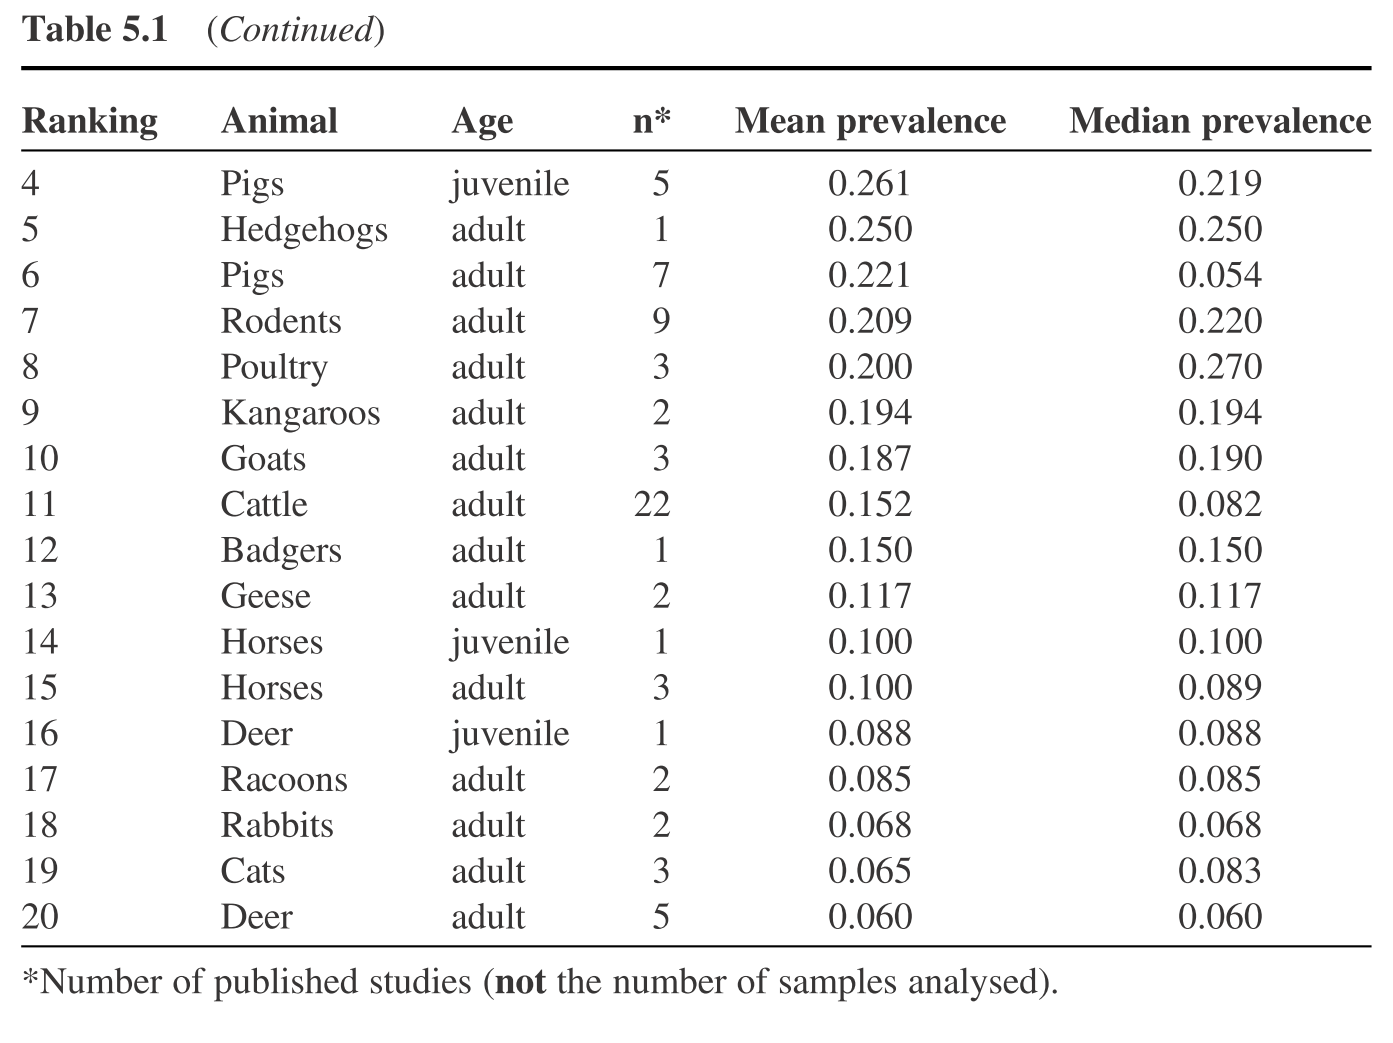 Table 5.1 (Continued)
Ranking Animal Age n* Mean prevalence Median prevalence
4 Pigs juvenile 5 0.261 0.219
5 Hedgehogs adult 1 0.250 0.250
6 Pigs adult 7 0.221 0.054
7 Rodents adult 9 0.209 0.220
8 Poultry adult 3 0.200 0.270
9 Kangaroos adult 2 0.194 0.194
10 Goats adult 3 0.187 0.190
11 Cattle adult 22 0.152 0.082
12 Badgers adult 1 0.150 0.150
13 Geese adult 2 0.117 0.117
14 Horses juvenile 1 0.100 0.100
15 Horses adult 3 0.100 0.089
16 Deer juvenile 1 0.088 0.088
17 Racoons adult 2 0.085 0.085
18 Rabbits adult 2 0.068 0.068
19 Cats adult 3 0.065 0.083
20 Deer adult 5 0.060 0.060
*Number of published studies (not the number of samples analysed).